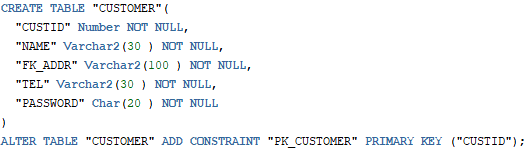 CREATE TABLE "CUSTOMER"(
"CUSTID" Number NOT NULL,
"NAME" Varchar2(30 ) NOT NULL,
"FK_ADDR" Varchar2(100 ) NOT NULL,
"TEL" Varchar2(30 ) NOT NULL,
"PASSWORD" Char(20 ) NOT NULL
)
ALTER TABLE "CUSTOMER" ADD CONSTRAINT "PK_CUSTOMER" PRIMARY KEY ("CUSTID");